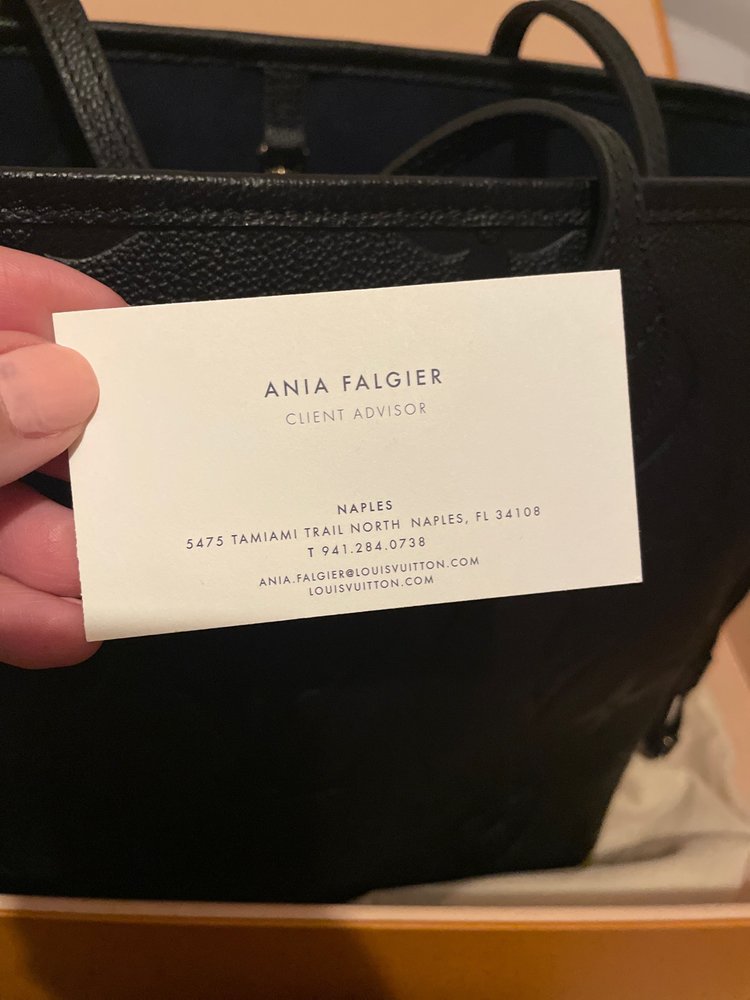 ANIA FALGIER
CLIENT ADVISOR
NAPLES
5475 TAMIAMI TRAIL NORTH NAPLES, FL 34108
T 941.284.0738
ANIA.FALGIER@LOUISVUITTON.COM
LOUISVUITTON.COM